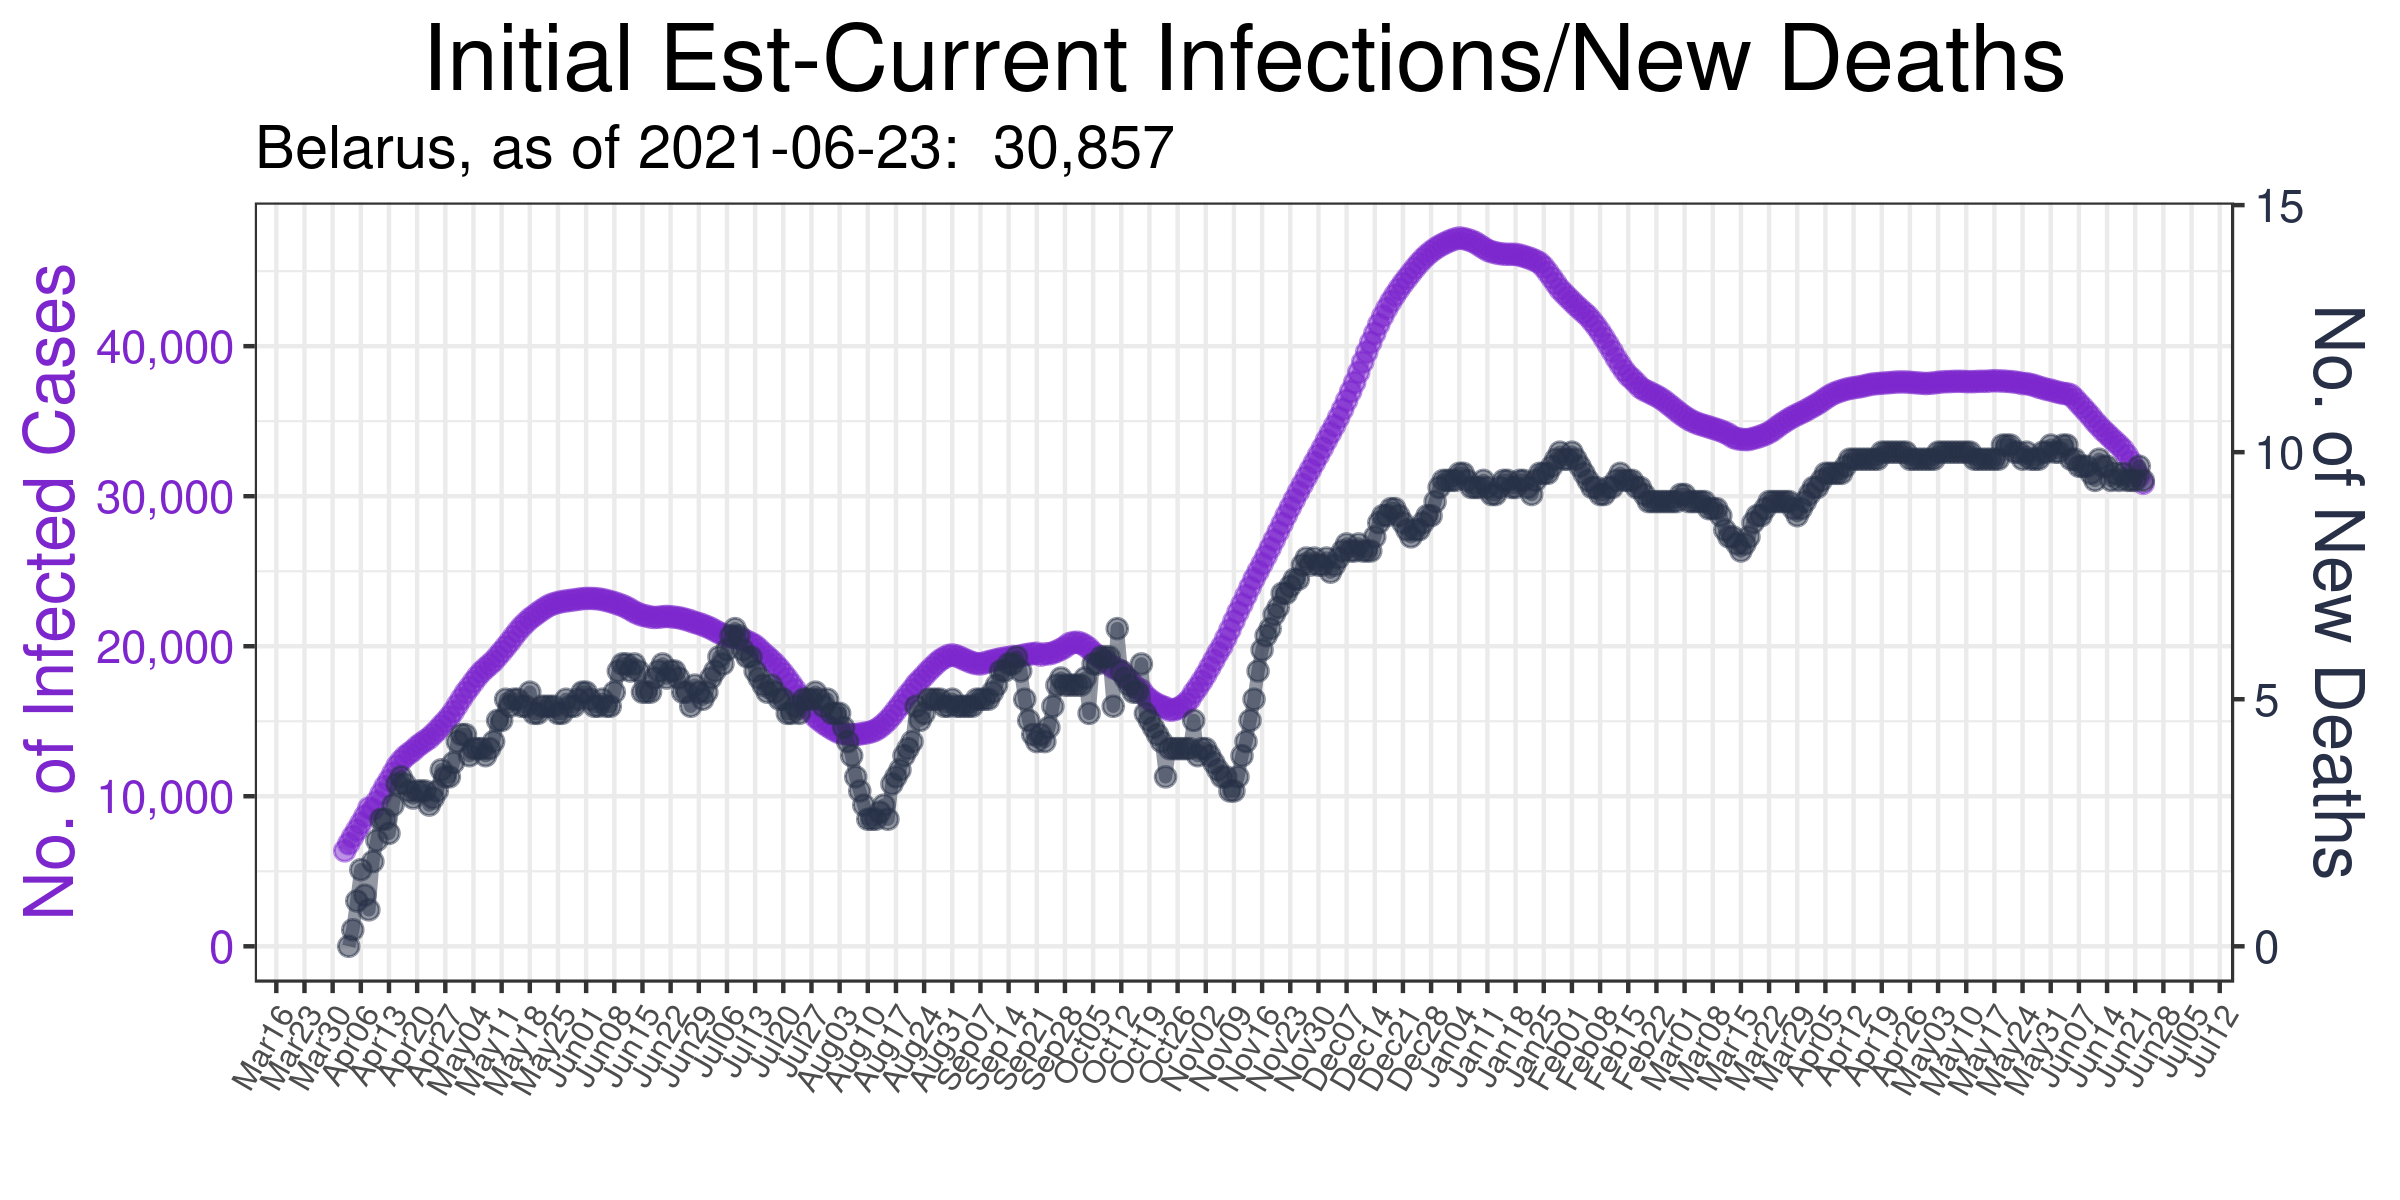 Initial Est-Current Infections/New Deaths
Belarus, as of 2021-06-23:  30,857
No. of Infected Cases
40,000
30,000
20,000
10,000
0
15
10
5
0
No. of New Deaths
Mar16
Mar23
Mar30
Apr06
Apr13
Apr20
Apr27
May04
May11
May18
May25
Jun01
Jun08
Jun15
Jun22
Jun29
Jul06
Jul13
Jul20
Jul27
Aug03
Aug10
Aug17
Aug24
Aug31
Sep07
Sep14
Sep21
Sep28
Oct05
Oct12
Oct19
Oct26
Nov02
Nov09
Nov16
Nov23
Nov30
Dec07
Dec14
Dec21
Dec28
Jan04
Jan11
Jan18
Jan25
Feb01
Feb08
Feb15
Feb22
Mar01
Mar08
Mar15
Mar22
Mar29
Apr05
Apr12
Apr19
Apr26
May03
May10
May17
May24
May31
Jun07
Jun14
Jun21
Jun28
Jul05
Jul12